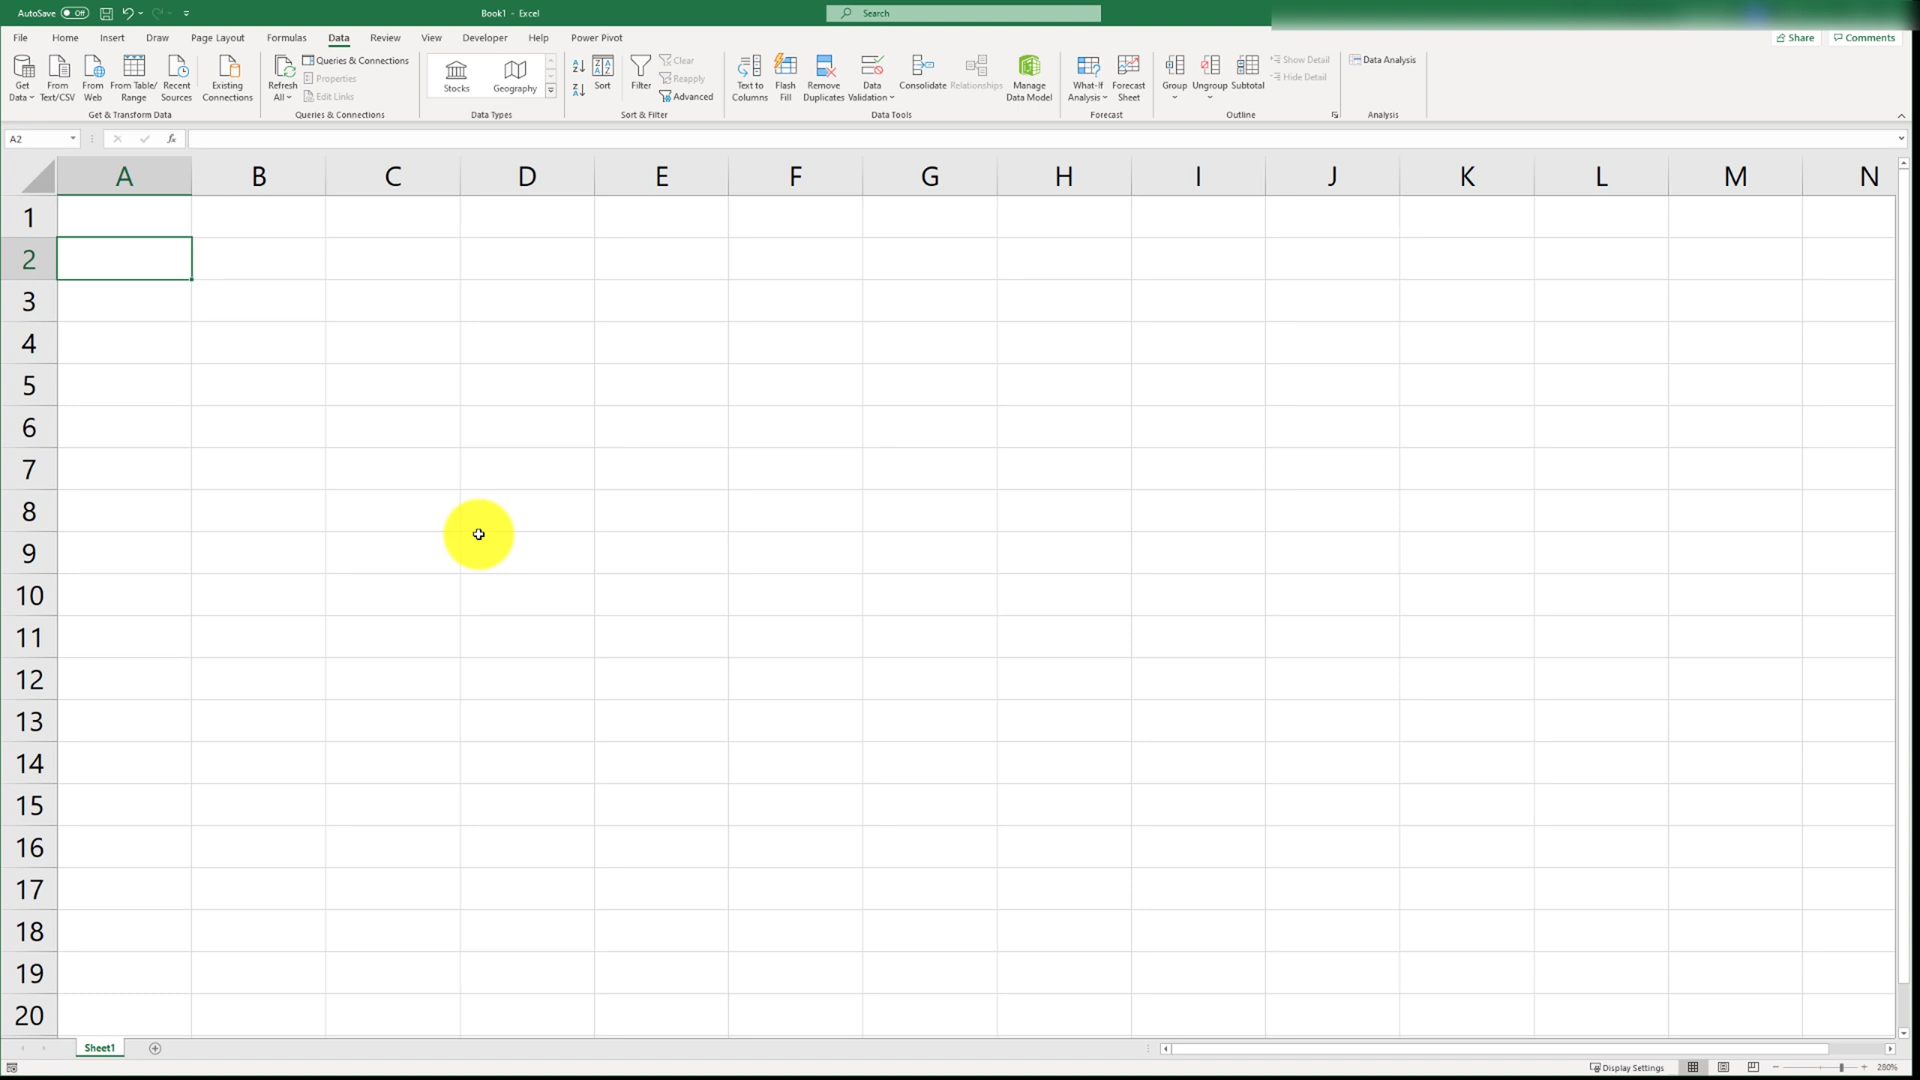 AutoSave Off Book1 - Excel Search
File Home Insert Draw Page Layout Formulas Data Review View Developer Help Power Pivot Share Comments
Get Data
From Text/CSV
From Web
From Table/ Range
Recent Sources
Existing Connections
Get & Transform Data
Refresh All
Queries & Connections
Properties
Edit Links
Queries & Connections
Stocks
Geography
Data Types
Sort
Filter
Clear
Reapply
Advanced
Sort & Filter
Text to Columns
Flash Fill
Remove Duplicates
Data Validation
Consolidate
Relationships
Manage Data Model
Data Tools
What-If Analysis
Forecast Sheet
Forecast
Group
Ungroup
Subtotal
Show Detail
Hide Detail
Outline
Data Analysis
Analysis
A2 fx
A B C D E F G H I J K L M N
1
2
3
4
5
6
7
8
9
10
11
12
13
14
15
16
17
18
19
20
Sheet1
Display Settings 280%